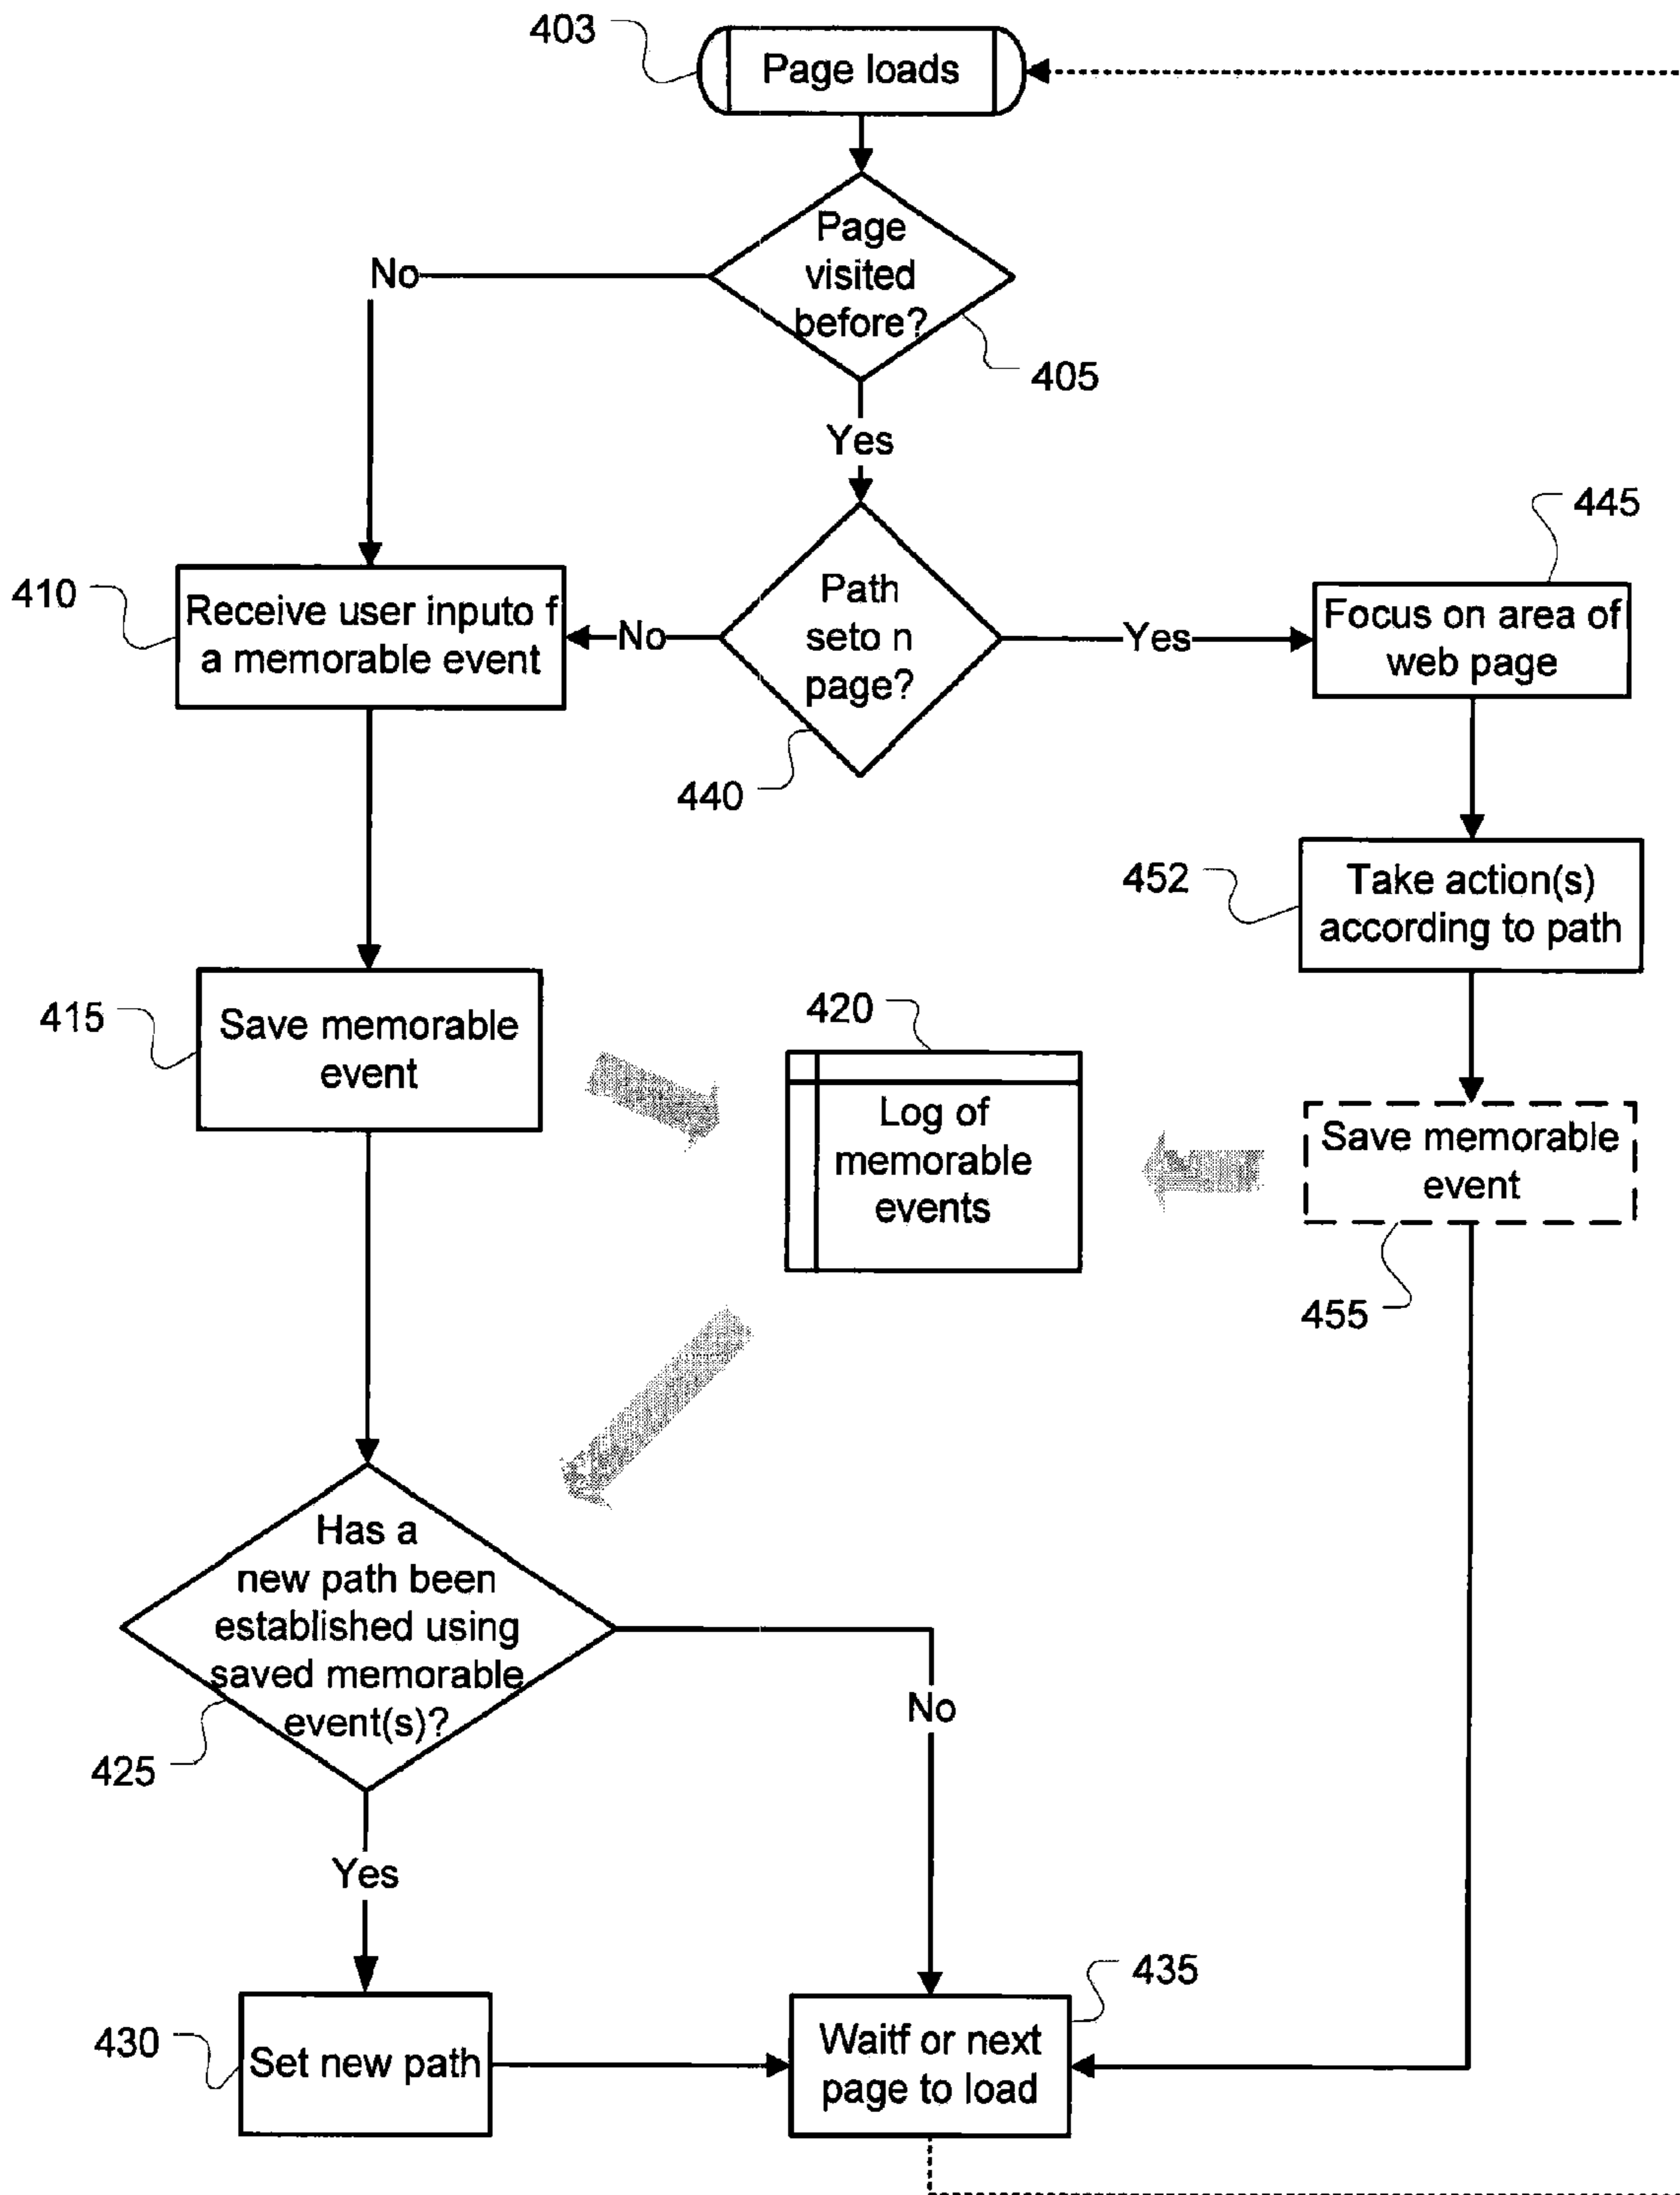 403
Page loads
Page
visited
before?
405
No
Yes
410
Receive user inputo f
a memorable event
No
Path
seto n
page?
440
Yes
445
Focus on area of
web page
452
Take action(s)
according to path
415
Save memorable
event
420
Log of
memorable
events
Save memorable
event
455
Has a
new path been
established using
saved memorable
event(s)?
425
No
Yes
430
Set new path
435
Waitf or next
page to load